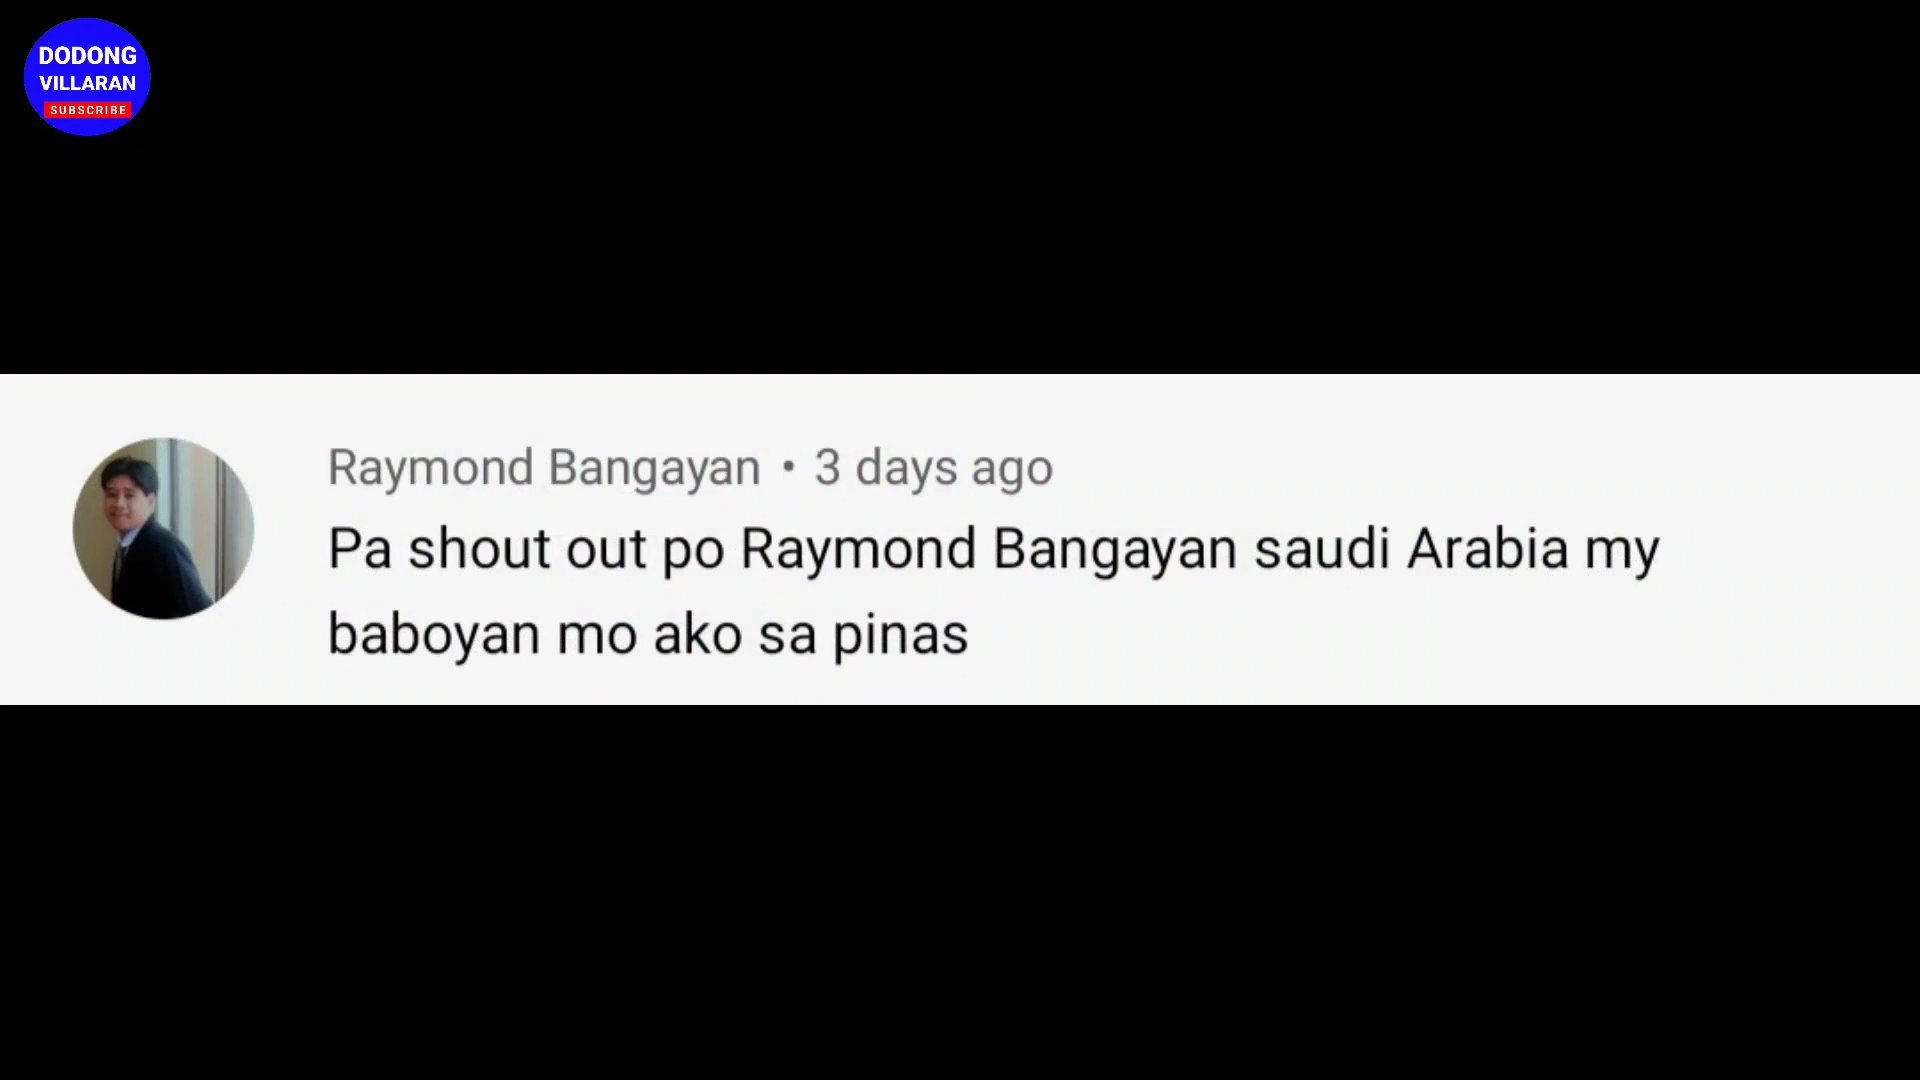 DODONG
VILLARAN
SUBSCRIBE
Raymond Bangayan • 3 days ago
Pa shout out po Raymond Bangayan saudi Arabia my
baboyan mo ako sa pinas